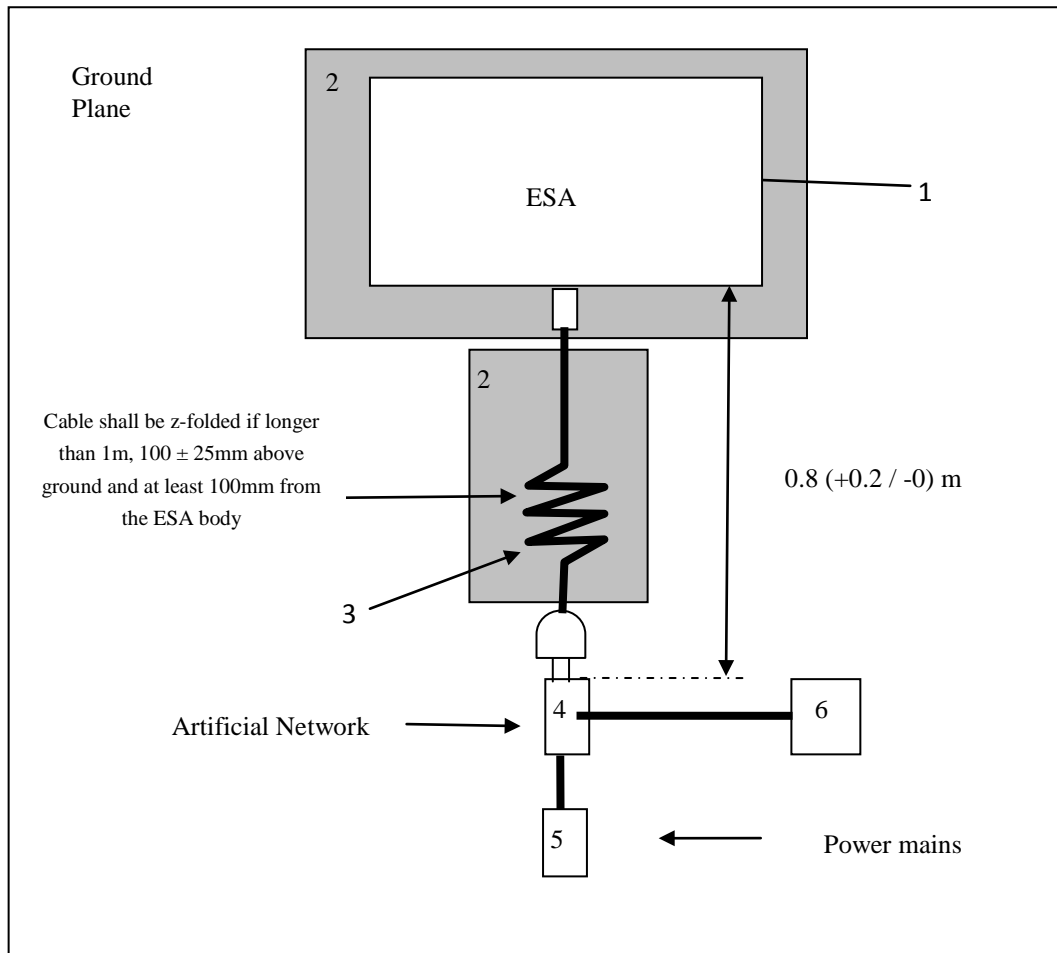 Ground
Plane
2
ESA
1
2
Cable shall be z-folded if longer
than 1m, 100 ± 25mm above
ground and at least 100mm from
the ESA body
0.8 (+0.2 / -0) m
3
4
6
Artificial Network
5
Power mains